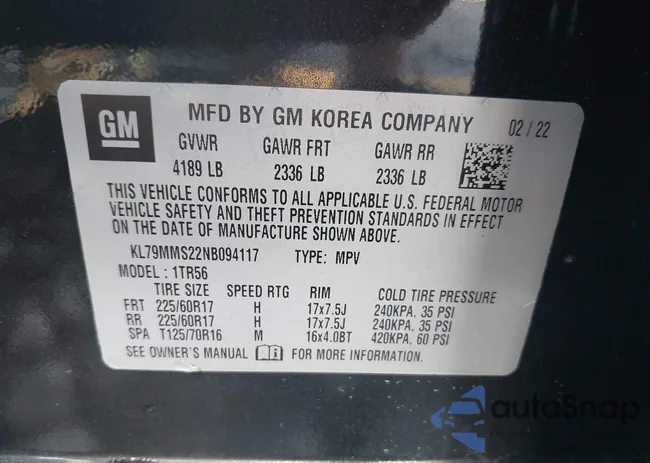 GM
MFD BY GM KOREA COMPANY 02 / 22
GVWR GAWR FRT GAWR RR
4189 LB 2336 LB 2336 LB
THIS VEHICLE CONFORMS TO ALL APPLICABLE U.S. FEDERAL MOTOR
VEHICLE SAFETY AND THEFT PREVENTION STANDARDS IN EFFECT
ON THE DATE OF MANUFACTURE SHOWN ABOVE.
KL79MMS22NB094117 TYPE: MPV
MODEL : 1TR56
TIRE SIZE SPEED RTG RIM COLD TIRE PRESSURE
FRT 225/60R17 H 17x7.5J 240KPA, 35 PSI
RR 225/60R17 H 17x7.5J 240KPA, 35 PSI
SPA T125/70R16 M 16x4.0BT 420KPA, 60 PSI
SEE OWNER'S MANUAL FOR MORE INFORMATION.
autoSnap